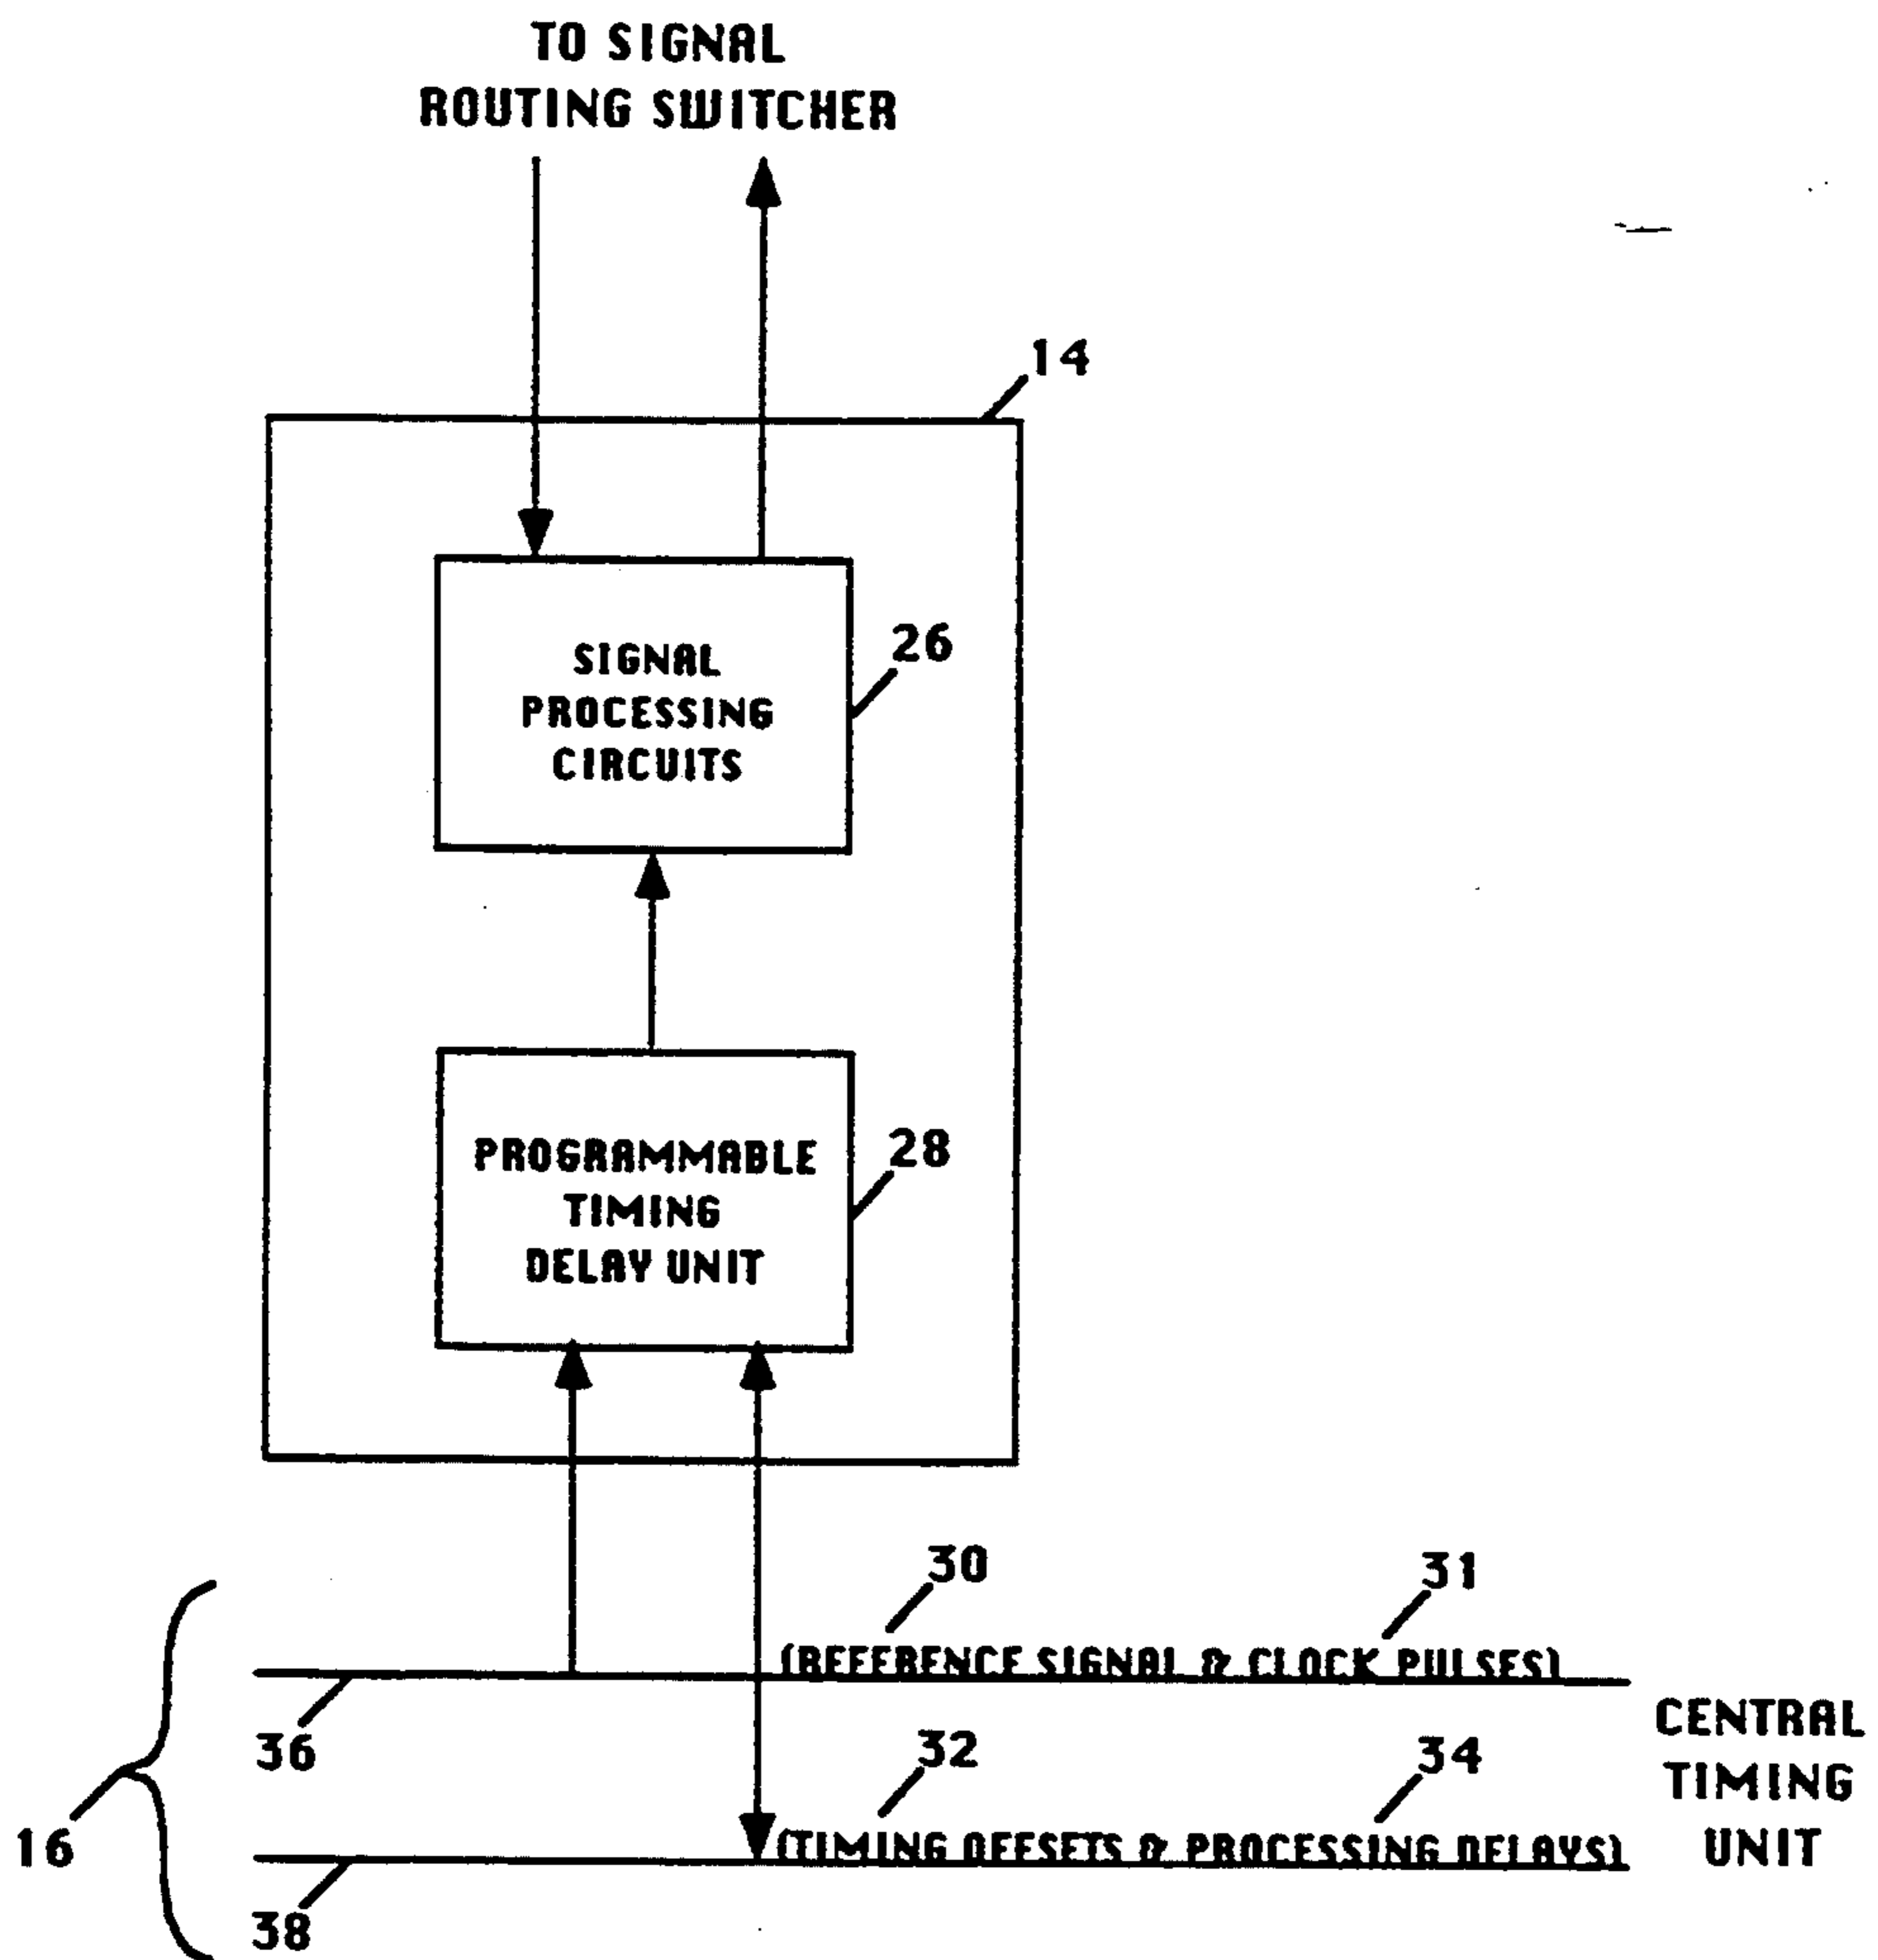 TO SIGNAL
ROUTING SWITCHER
14
26
SIGNAL
PROCESSING
CIRCUITS
28
PROGRAMMABLE
TIMING
DELAY UNIT
30
31
(REFERENCE SIGNAL & CLOCK PULSES)
36
32
34
CENTRAL
TIMING
UNIT
16
(TIMING OFFSETS & PROCESSING DELAYS)
38